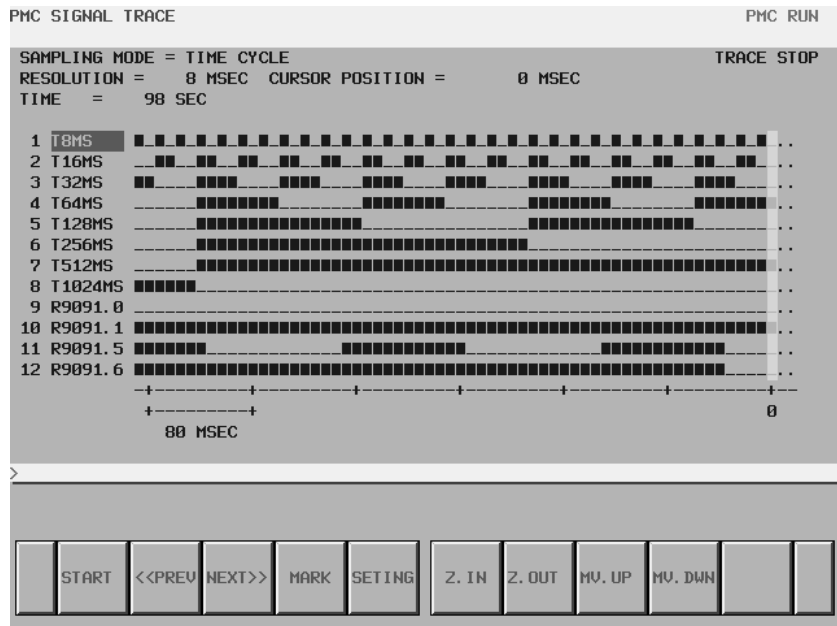 PMC SIGNAL TRACE PMC RUN
SAMPLING MODE = TIME CYCLE TRACE STOP
RESOLUTION = 8 MSEC CURSOR POSITION = 0 MSEC
TIME = 98 SEC
1 T8MS
2 T16MS
3 T32MS
4 T64MS
5 T128MS
6 T256MS
7 T512MS
8 T1024MS
9 R9091.0
10 R9091.1
11 R9091.5
12 R9091.6
0
80 MSEC
>
START <<PREV NEXT>> MARK SETING Z.IN Z.OUT MV.UP MV.DWN